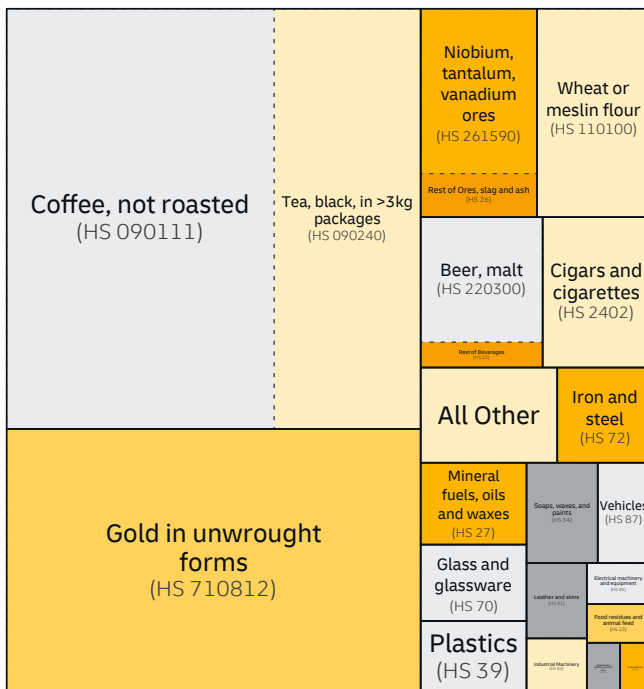 Coffee, not roasted
(HS 090111)
Tea, black, in >3kg
packages
(HS 090240)
Gold in unwrought
forms
(HS 710812)
Niobium,
tantalum,
vanadium
ores
(HS 261590)
Rest of Ores, slag and ash
(HS 26)
Wheat or
meslin flour
(HS 110100)
Beer, malt
(HS 220300)
Rest of Beverages
(HS 22)
Cigars and
cigarettes
(HS 2402)
All Other
Iron and
steel
(HS 72)
Mineral
fuels, oils
and waxes
(HS 27)
Glass and
glassware
(HS 70)
Plastics
(HS 39)
Soaps, waxes, and
paints
(HS 34)
Vehicles
(HS 87)
Leather and skins
(HS 41)
Electrical machinery
and equipment
(HS 85)
Food residues and
animal feed
(HS 23)
Industrial Machinery
(HS 84)